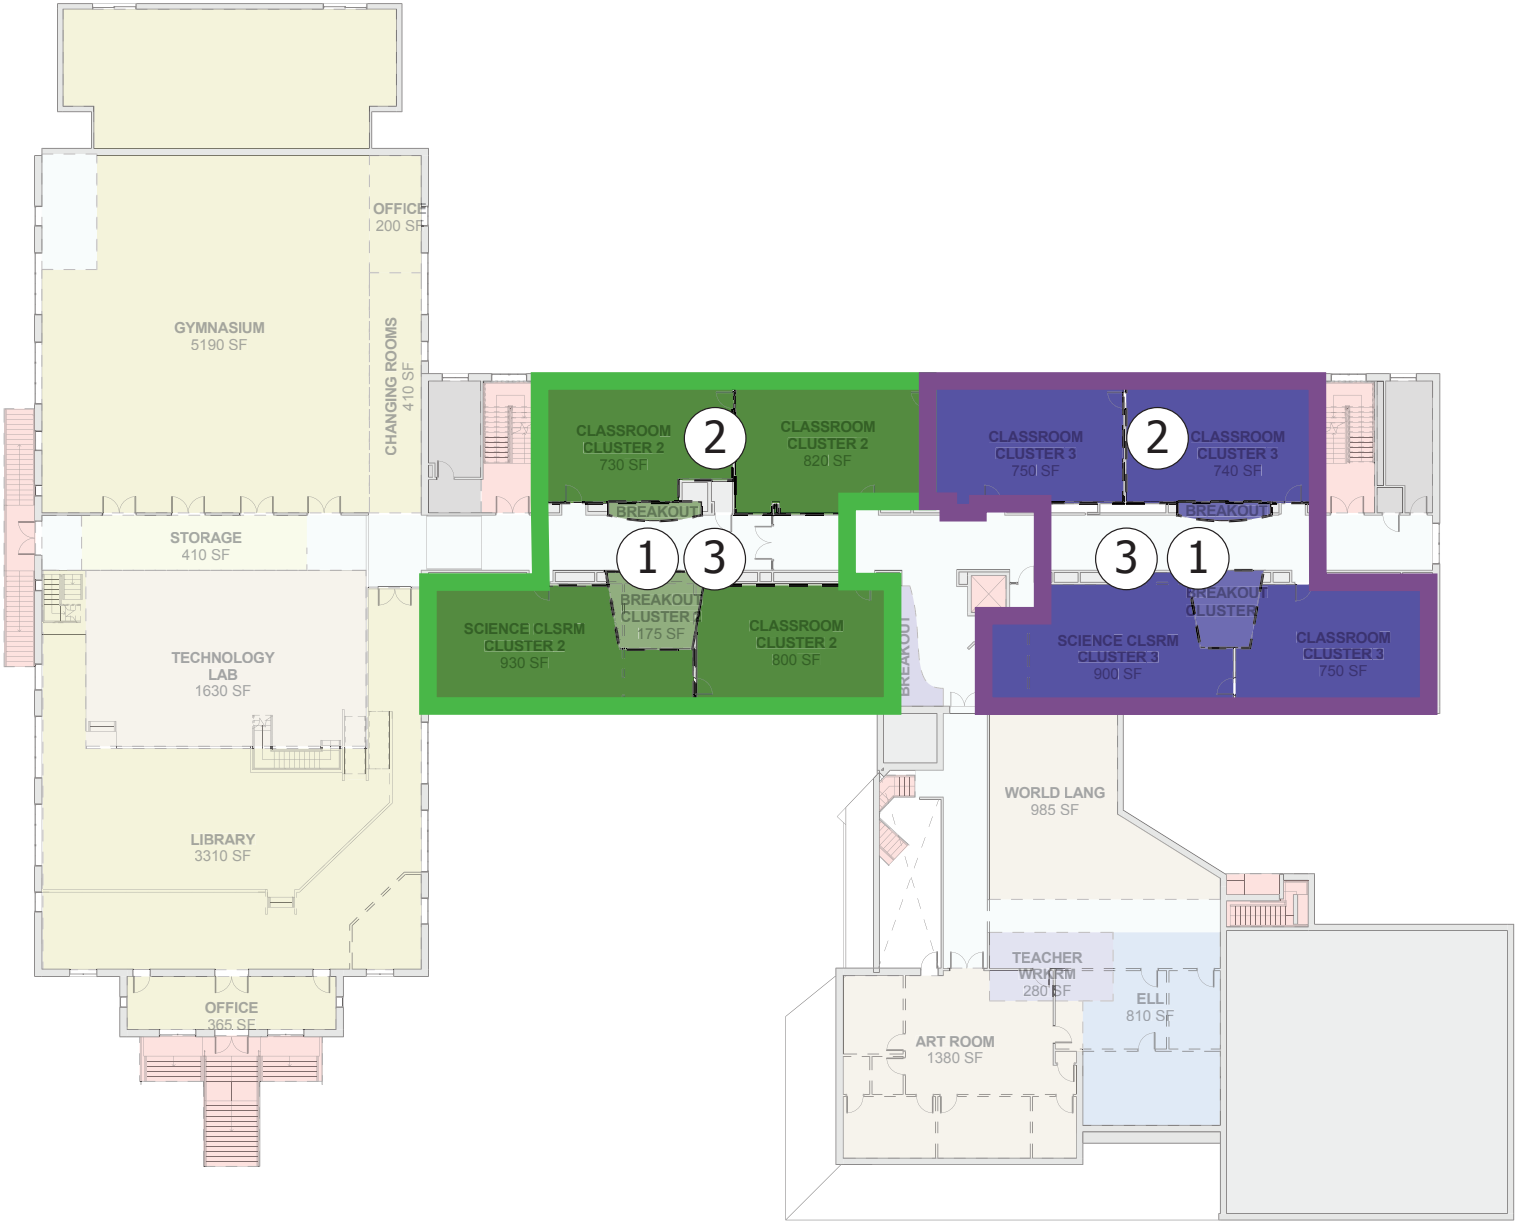 OFFICE
200 SF
GYMNASIUM
5190 SF
CHANGING ROOMS
410 SF
CLASSROOM
CLUSTER 2
730 SF
2
CLASSROOM
CLUSTER 2
820 SF
CLASSROOM
CLUSTER 3
750 SF
2
CLASSROOM
CLUSTER 3
740 SF
BREAKOUT
BREAKOUT
STORAGE
410 SF
1
3
3
1
BREAKOUT
CLUSTER 2
175 SF
BREAKOUT
CLUSTER
SCIENCE CLSRM
CLUSTER 2
930 SF
CLASSROOM
CLUSTER 2
800 SF
BREAKOUT
SCIENCE CLSRM
CLUSTER 3
900 SF
CLASSROOM
CLUSTER 3
750 SF
TECHNOLOGY
LAB
1630 SF
WORLD LANG
985 SF
LIBRARY
3310 SF
TEACHER
WRKRM
280 SF
ELL
810 SF
OFFICE
365 SF
ART ROOM
1380 SF